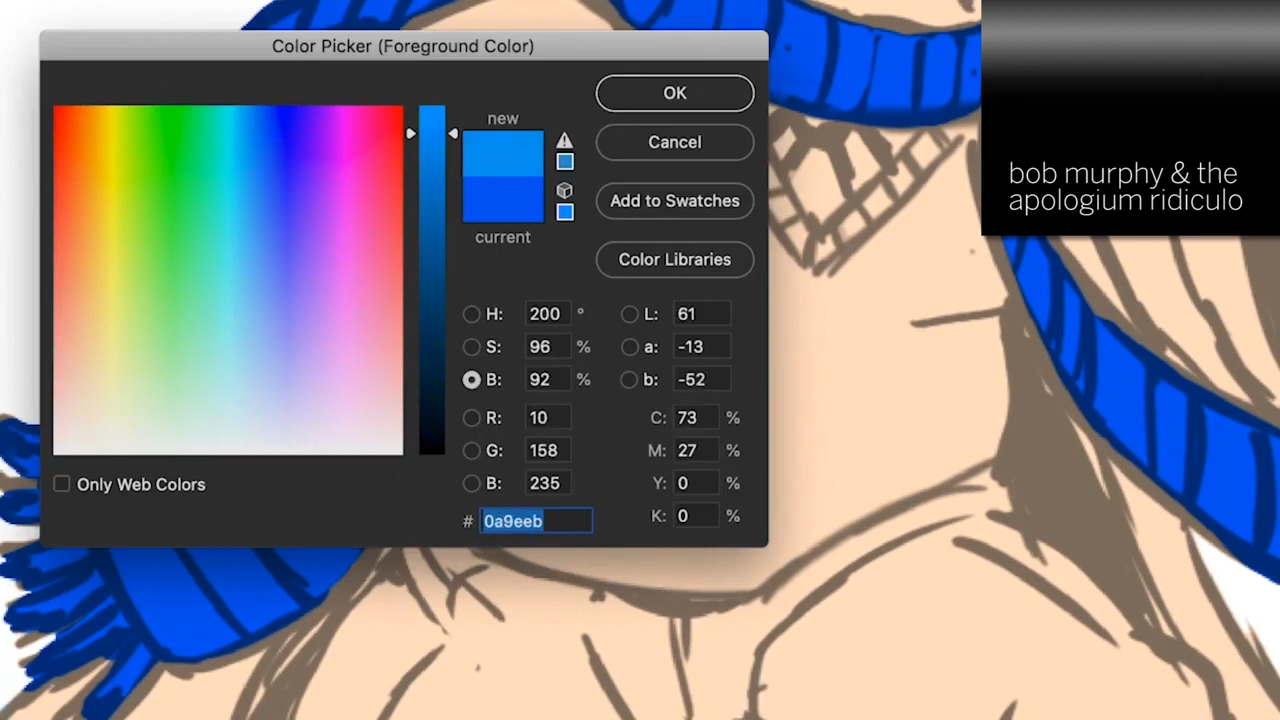 Color Picker (Foreground Color)
new
current
OK
Cancel
Add to Swatches
Color Libraries
H: 200 °
S: 96 %
B: 92 %
R: 10
G: 158
B: 235
# 0a9eeb
L: 61
a: -13
b: -52
C: 73 %
M: 27 %
Y: 0 %
K: 0 %
Only Web Colors
bob murphy & the
apologium ridiculo